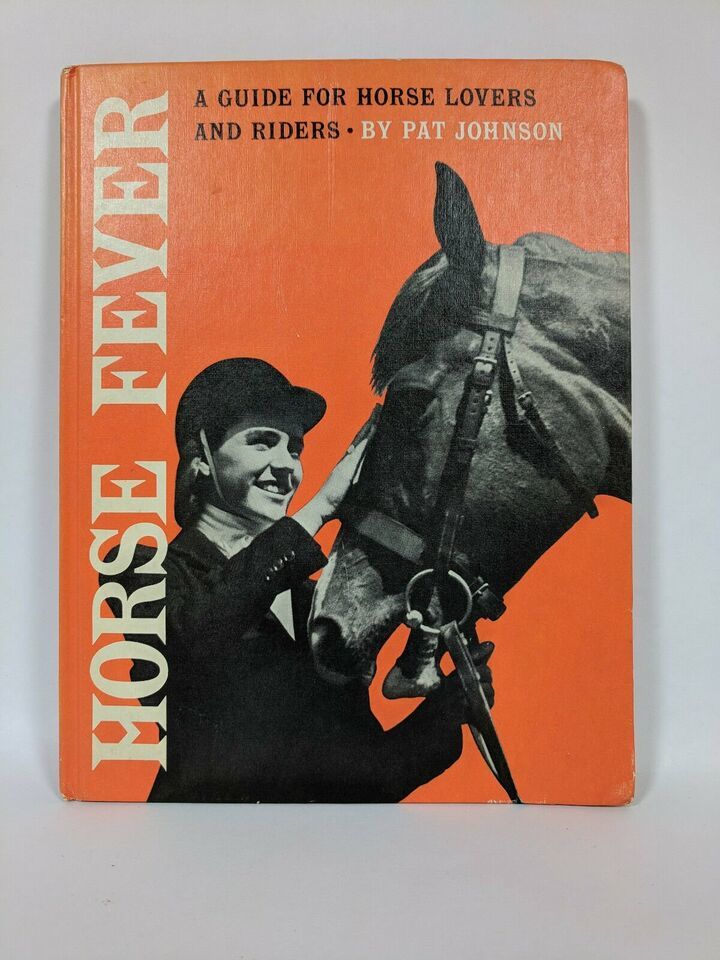 HORSE FEVER
A GUIDE FOR HORSE LOVERS
AND RIDERS • BY PAT JOHNSON